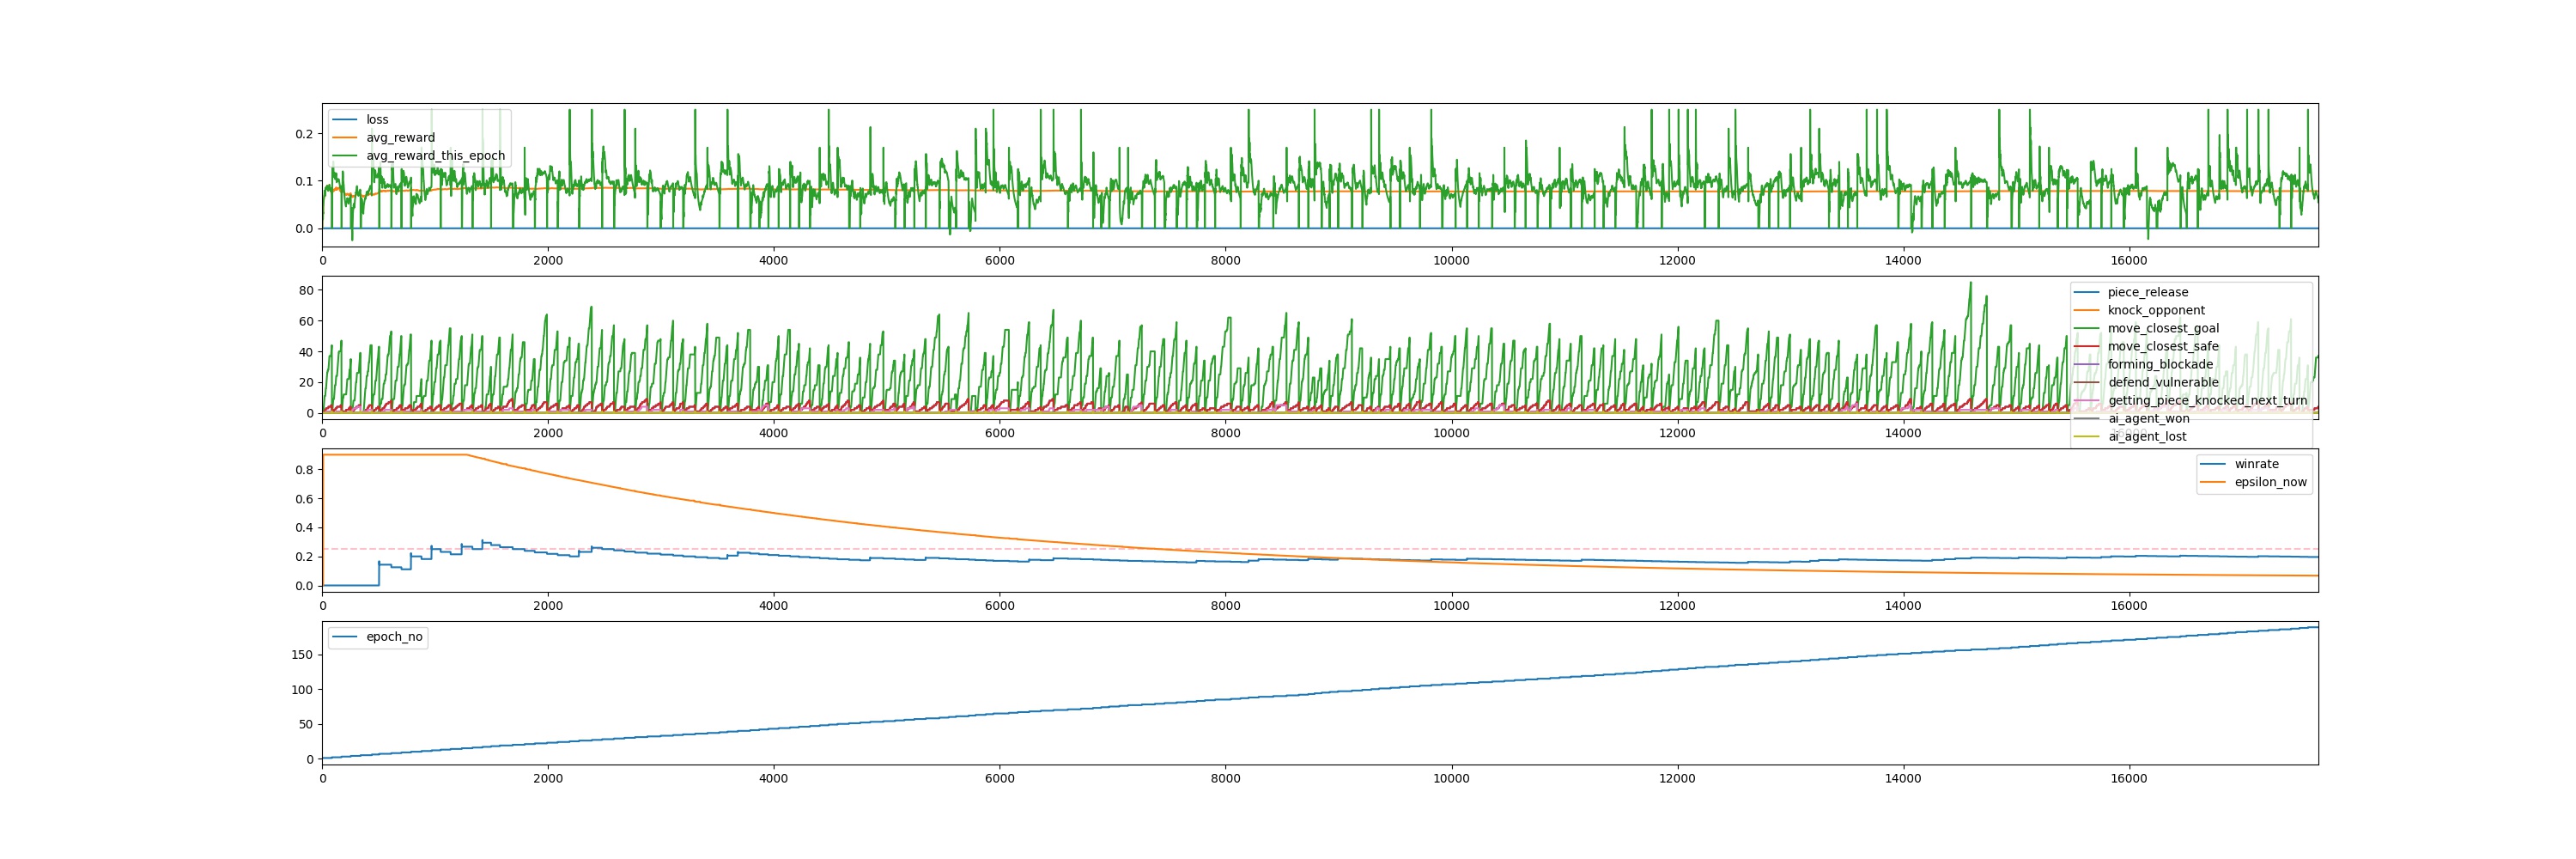 loss
avg_reward
avg_reward_this_epoch
0.2
0.1
0.0
0 2000 4000 6000 8000 10000 12000 14000 16000
piece_release
knock_opponent
move_closest_goal
move_closest_safe
forming_blockade
defend_vulnerable
getting_piece_knocked_next_turn
ai_agent_won
ai_agent_lost
80
60
40
20
0
0 2000 4000 6000 8000 10000 12000 14000 16000
winrate
epsilon_now
0.8
0.6
0.4
0.2
0.0
0 2000 4000 6000 8000 10000 12000 14000 16000
epoch_no
150
100
50
0
0 2000 4000 6000 8000 10000 12000 14000 16000